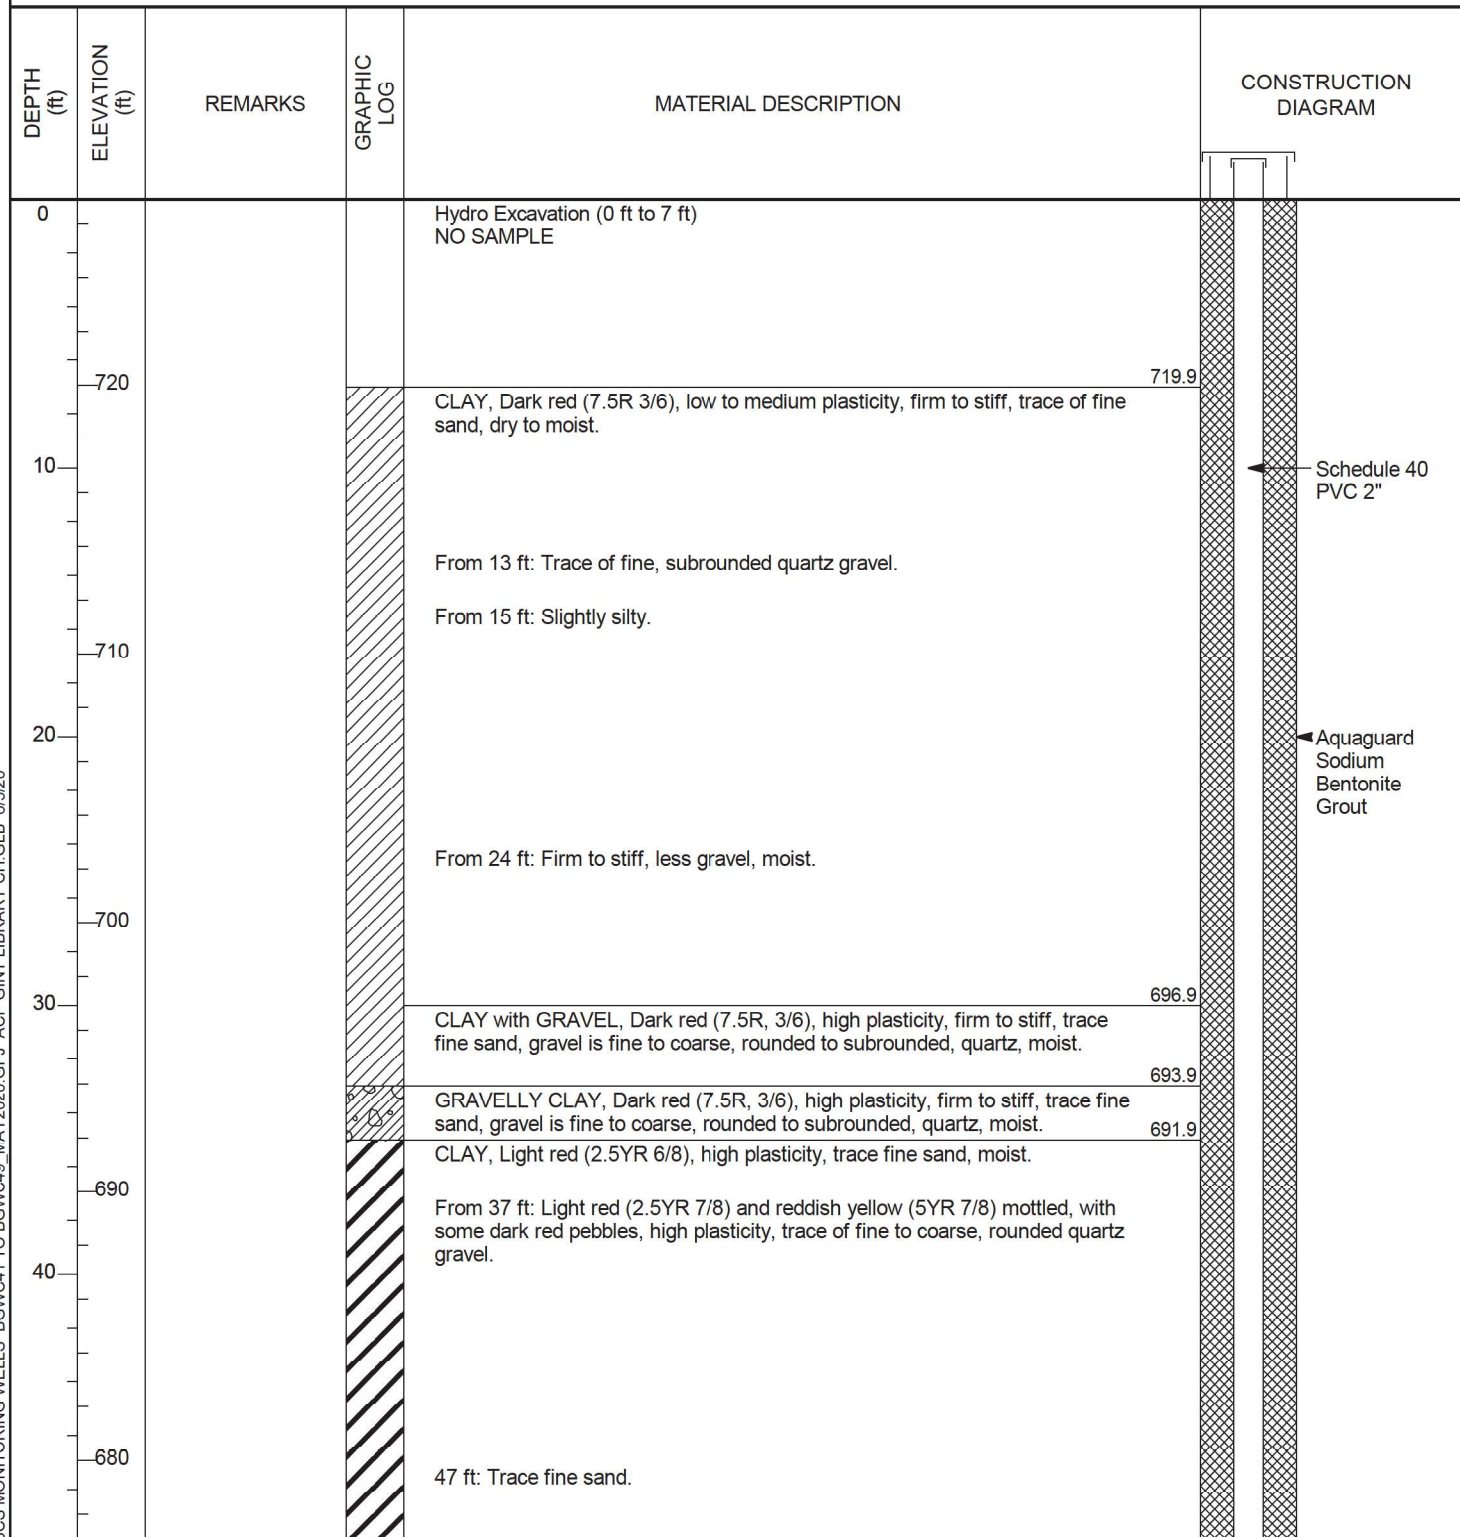 DEPTH
(ft)
ELEVATION
(ft)
REMARKS
GRAPHIC
LOG
MATERIAL DESCRIPTION
CONSTRUCTION
DIAGRAM
0
Hydro Excavation (0 ft to 7 ft)
NO SAMPLE
720
719.9
CLAY, Dark red (7.5R 3/6), low to medium plasticity, firm to stiff, trace of fine
sand, dry to moist.
10
Schedule 40
PVC 2"
From 13 ft: Trace of fine, subrounded quartz gravel.
From 15 ft: Slightly silty.
710
20
Aquaguard
Sodium
Bentonite
Grout
From 24 ft: Firm to stiff, less gravel, moist.
700
30
696.9
CLAY with GRAVEL, Dark red (7.5R, 3/6), high plasticity, firm to stiff, trace
fine sand, gravel is fine to coarse, rounded to subrounded, quartz, moist.
693.9
GRAVELLY CLAY, Dark red (7.5R, 3/6), high plasticity, firm to stiff, trace fine
sand, gravel is fine to coarse, rounded to subrounded, quartz, moist.
691.9
CLAY, Light red (2.5YR 6/8), high plasticity, trace fine sand, moist.
690
From 37 ft: Light red (2.5YR 7/8) and reddish yellow (5YR 7/8) mottled, with
some dark red pebbles, high plasticity, trace of fine to coarse, rounded quartz
gravel.
40
680
47 ft: Trace fine sand.